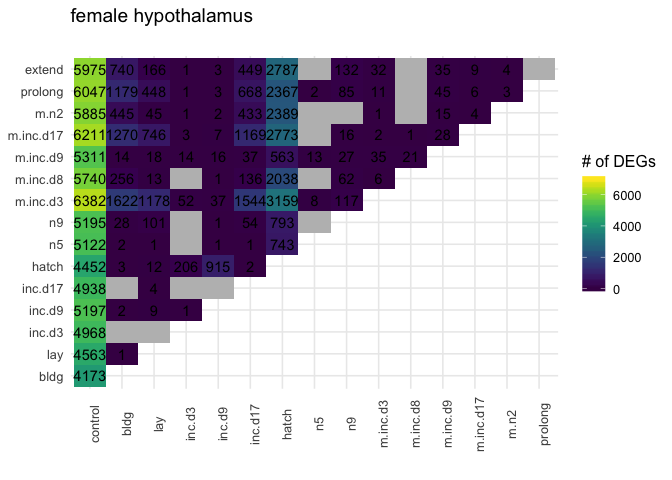 female hypothalamus
extend 5975 740 166 1 3 449 2787 132 32 35 9 4
prolong 6047 1179 448 1 3 668 2367 2 85 11 45 6 3
m.n2 5885 445 45 1 2 433 2389 1 15 4
m.inc.d17 6211 1270 746 3 7 1169 2773 16 2 1 28
m.inc.d9 5311 14 18 14 16 37 563 13 27 35 21
m.inc.d8 5740 256 13 1 136 2038 62 6
m.inc.d3 6382 1622 1178 52 37 1544 3159 8 117
n9 5195 28 101 1 54 793
n5 5122 2 1 1 1 743
hatch 4452 3 12 206 915 2
inc.d17 4938 4
inc.d9 5197 2 9 1
inc.d3 4968
lay 4563 1
bldg 4173
control bldg lay inc.d3 inc.d9 inc.d17 hatch n5 n9 m.inc.d3 m.inc.d8 m.inc.d9 m.inc.d17 m.n2 prolong
# of DEGs
6000
4000
2000
0